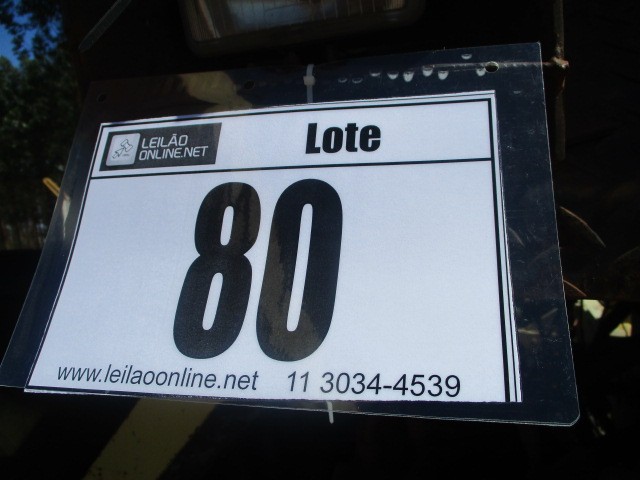 LEILÃO
ONLINE.NET
Lote
80
www.leilaoonline.net 11 3034-4539